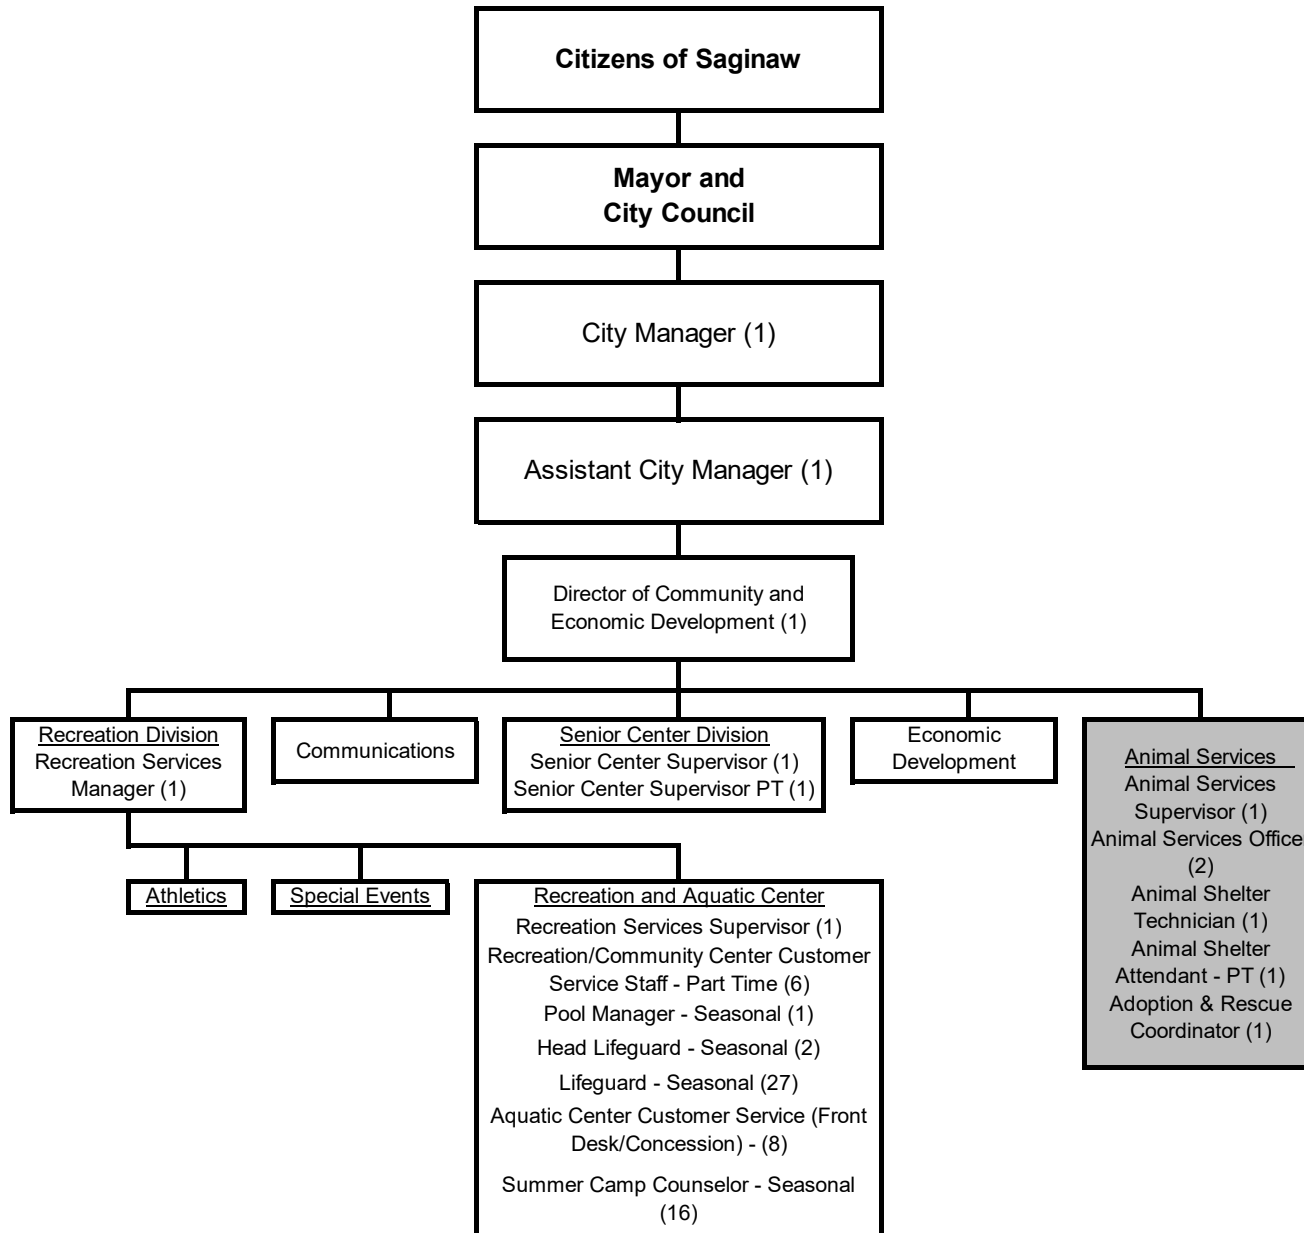 Citizens of Saginaw
Mayor and
City Council
City Manager (1)
Assistant City Manager (1)
Director of Community and
Economic Development (1)
Recreation Division
Recreation Services
Manager (1)
Communications
Senior Center Division
Senior Center Supervisor (1)
Senior Center Supervisor PT (1)
Economic
Development
Animal Services
Animal Services
Supervisor (1)
Animal Services Officer
(2)
Animal Shelter
Technician (1)
Animal Shelter
Attendant - PT (1)
Adoption & Rescue
Coordinator (1)
Athletics
Special Events
Recreation and Aquatic Center
Recreation Services Supervisor (1)
Recreation/Community Center Customer
Service Staff - Part Time (6)
Pool Manager - Seasonal (1)
Head Lifeguard - Seasonal (2)
Lifeguard - Seasonal (27)
Aquatic Center Customer Service (Front
Desk/Concession) - (8)
Summer Camp Counselor - Seasonal
(16)